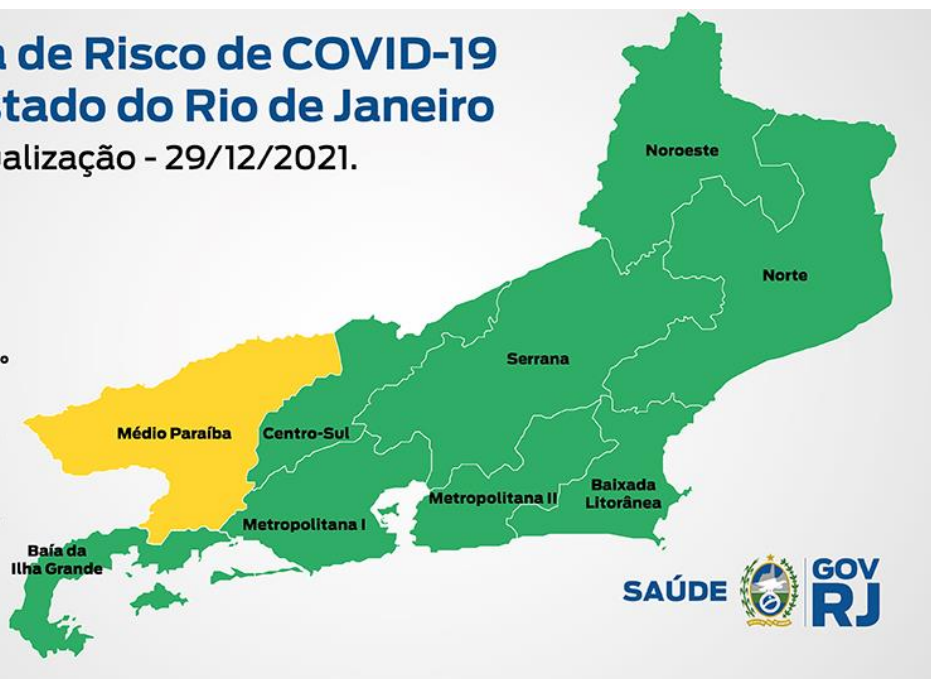 a de Risco de COVID-19
stado do Rio de Janeiro
ualização - 29/12/2021.
Noroeste
Norte
o
Serrana
Médio Paraíba
Centro-Sul
Metropolitana II
Baixada
Litorânea
Metropolitana I
Baía da
Ilha Grande
SAÚDE
GOV
RJ